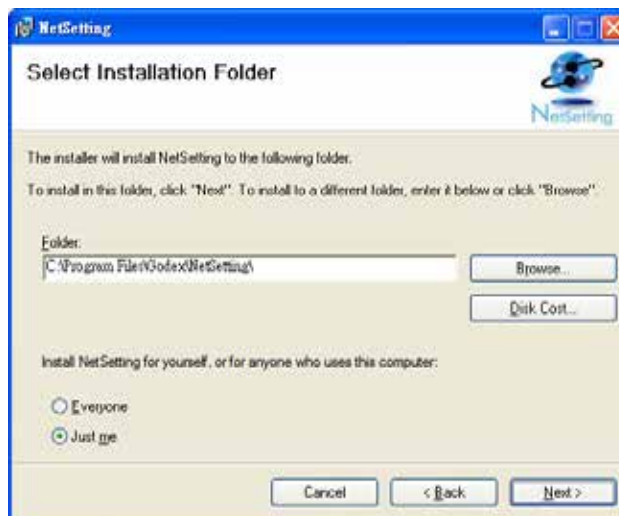 NetSetting
Select Installation Folder
NetSetting
The installer will install NetSetting to the following folder.
To install in this folder, click "Next". To install to a different folder, enter it below or click "Browse".
Folder:
C:\Program Files\Godex\NetSetting\
Browse...
Disk Cost...
Install NetSetting for yourself, or for anyone who uses this computer:
Everyone
Just me
Cancel
< Back
Next >